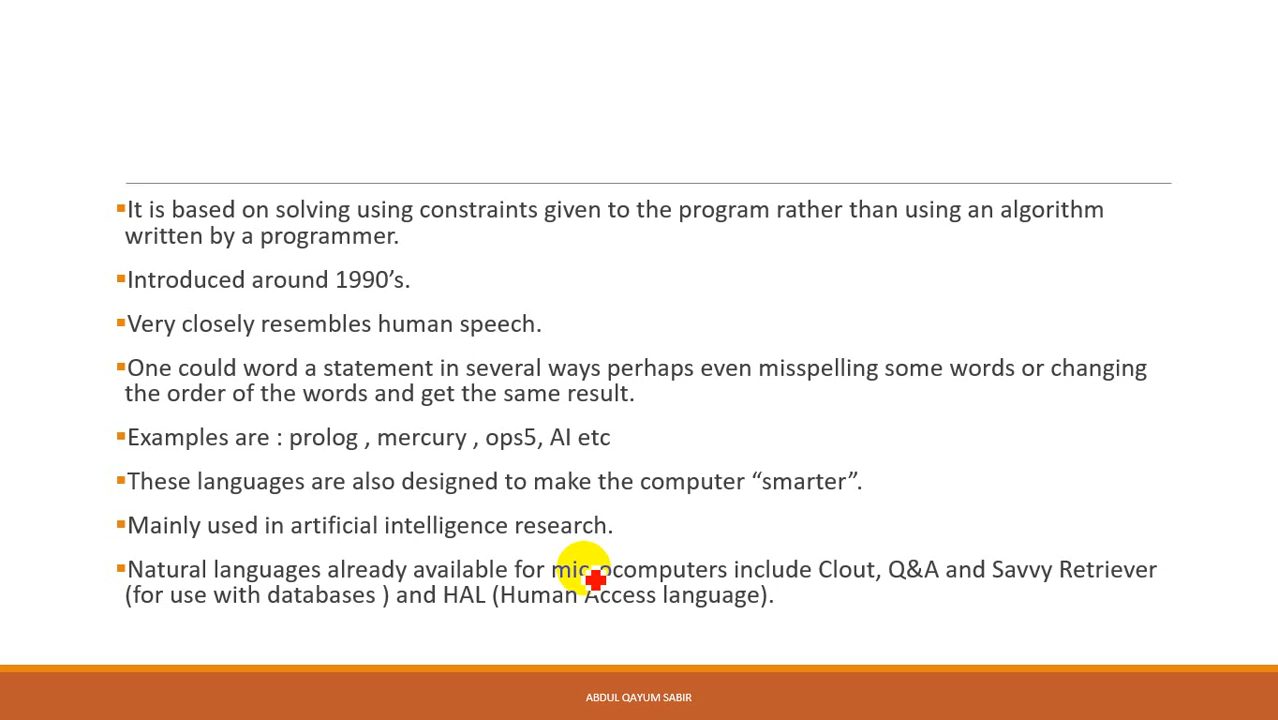 ▪It is based on solving using constraints given to the program rather than using an algorithm
written by a programmer.
▪Introduced around 1990’s.
▪Very closely resembles human speech.
▪One could word a statement in several ways perhaps even misspelling some words or changing
the order of the words and get the same result.
▪Examples are : prolog , mercury , ops5, AI etc
▪These languages are also designed to make the computer “smarter”.
▪Mainly used in artificial intelligence research.
▪Natural languages already available for microcomputers include Clout, Q&A and Savvy Retriever
(for use with databases ) and HAL (Human Access language).
ABDUL QAYUM SABIR